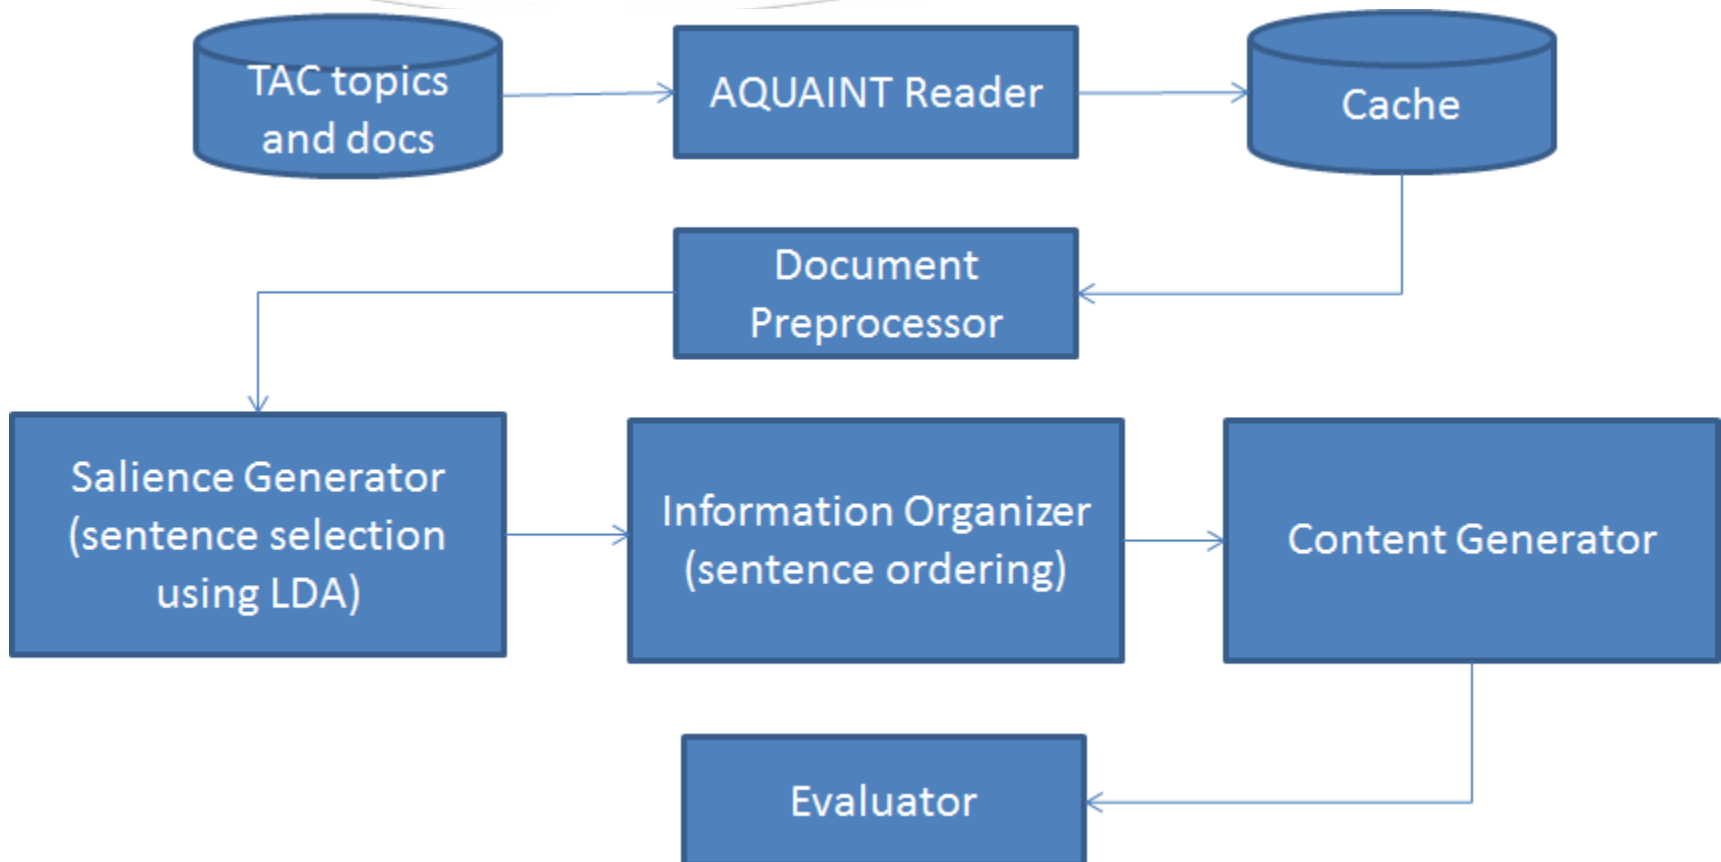 TAC topics
and docs
AQUAINT Reader
Cache
Document
Preprocessor
Salience Generator
(sentence selection
using LDA)
Information Organizer
(sentence ordering)
Content Generator
Evaluator